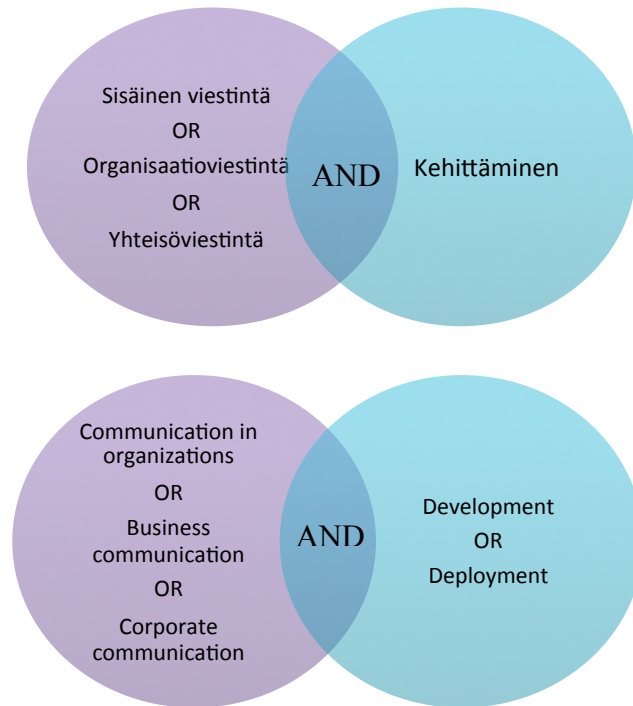 Sisäinen viestintä
OR
Organisaatioviestintä
OR
Yhteisöviestintä
AND
Kehittäminen
Communication in
organizations
OR
Business
communication
OR
Corporate
communication
AND
Development
OR
Deployment